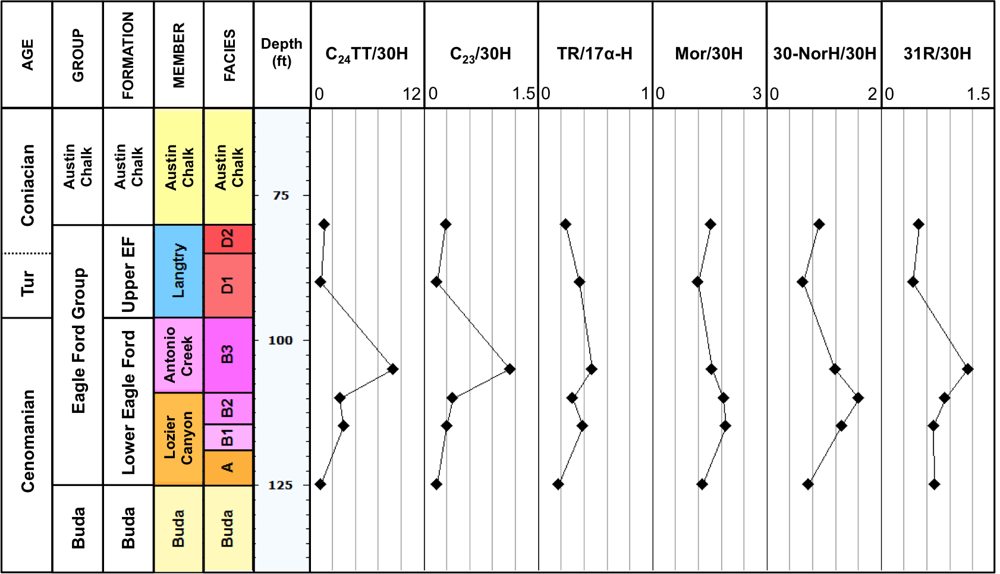 AGE
GROUP
FORMATION
MEMBER
FACIES
Depth
(ft)
C₂₄TT/30H
C₂₃/30H
TR/17α-H
Mor/30H
30-NorH/30H
31R/30H
0 12
0 1.5
0 1
0 3
0 2
0 1.5
Coniacian
Tur
Cenomanian
Austin
Chalk
Eagle Ford Group
Buda
Austin
Chalk
Upper EF
Lower Eagle Ford
Buda
Austin
Chalk
Langtry
Antonio
Creek
Lozier
Canyon
Buda
Austin
Chalk
D2
D1
B3
B2
B1
A
Buda
75
100
125